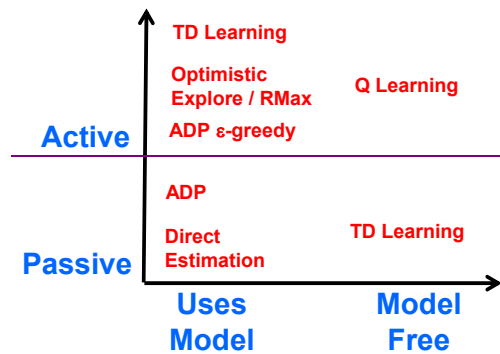 TD Learning
Optimistic
Explore / RMax
Q Learning
ADP ε-greedy
Active
ADP
Direct
Estimation
TD Learning
Passive
Uses
Model
Model
Free